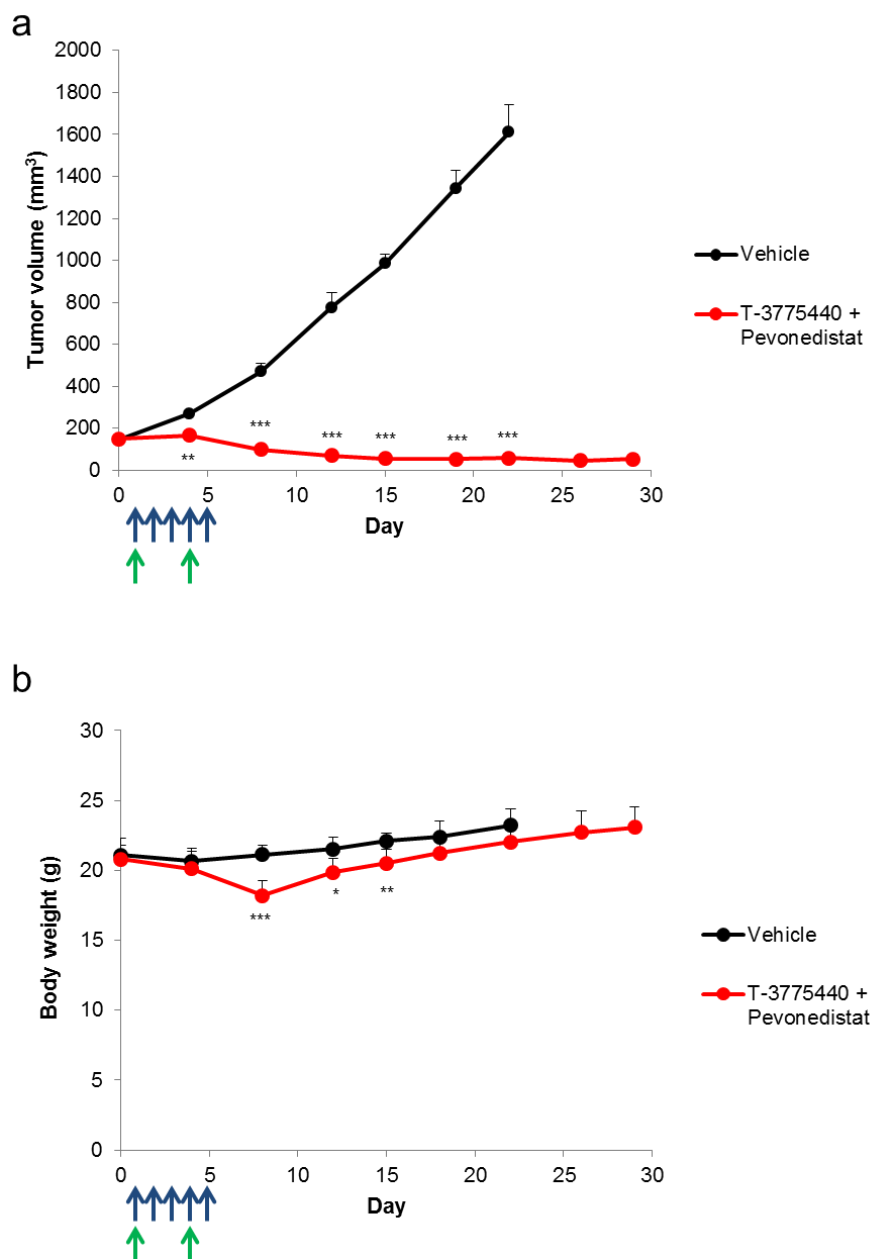 a
2000
1800
1600
1400
1200
1000
800
600
400
200
0
Tumor volume (mm³)
Vehicle
T-3775440 +
Pevonedistat
***
***
***
***
***
**
0 5 10 15 20 25 30
Day
b
30
25
20
15
10
5
0
Body weight (g)
***
*
**
Vehicle
T-3775440 +
Pevonedistat
0 5 10 15 20 25 30
Day